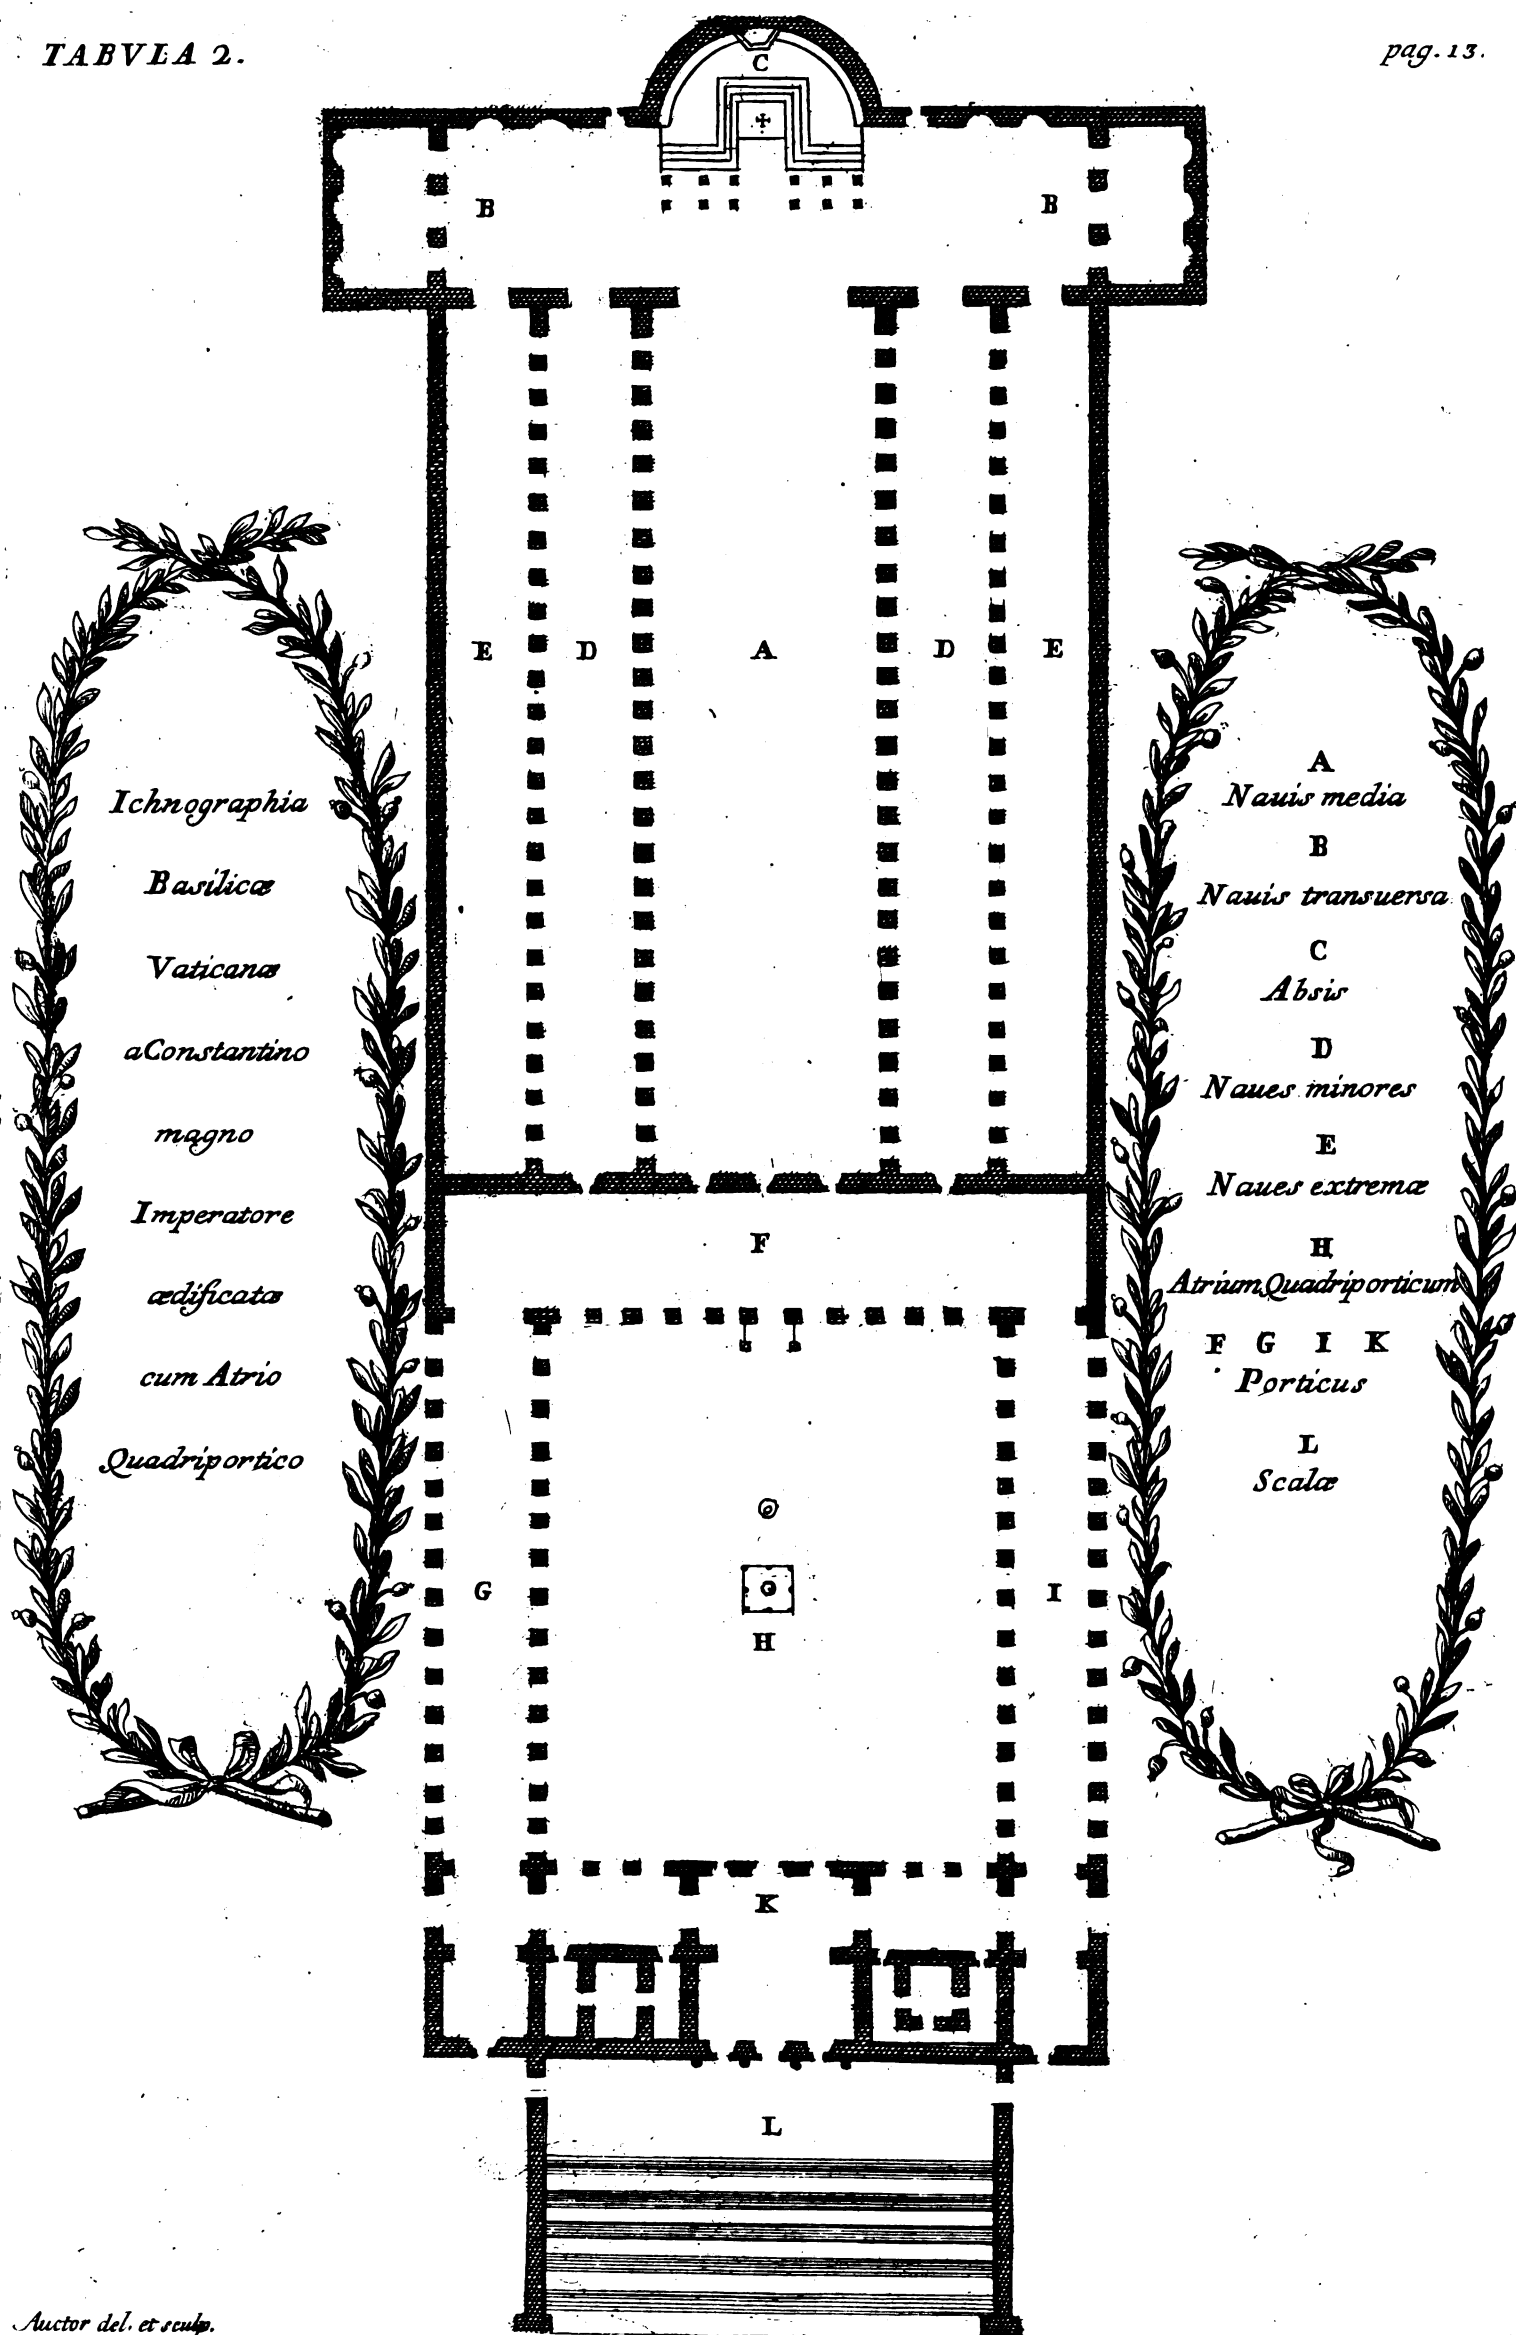 TABVLA 2.
pag. 13.
C
B
B
E
D
A
D
E
F
G
I
H
K
L
Ichnographia
Basilicæ
Vaticanæ
a Constantino
magno
Imperatore
ædificatæ
cum Atrio
Quadriportico
A
Nauis media
B
Nauis transuersa
C
Absis
D
Naues minores
E
Naues extremæ
H
Atrium Quadriporticum
F G I K
Porticus
L
Scalæ
Auctor del. et sculp.